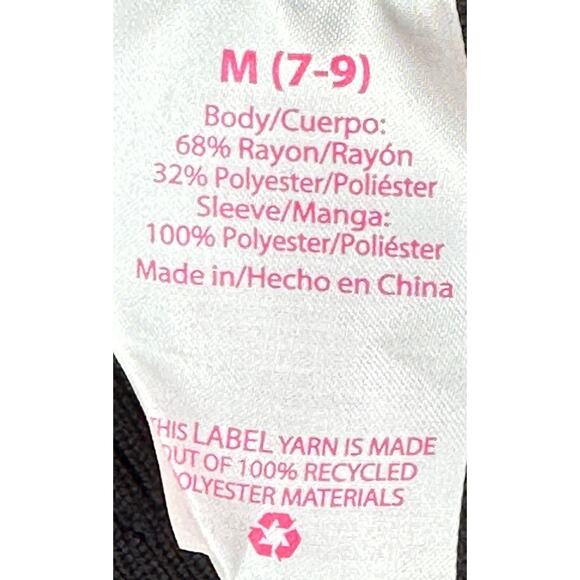 M (7-9)
Body/Cuerpo:
68% Rayon/Rayón
32% Polyester/Poliéster
Sleeve/Manga:
100% Polyester/Poliéster
Made in/Hecho en China
THIS LABEL YARN IS MADE
OUT OF 100% RECYCLED
POLYESTER MATERIALS